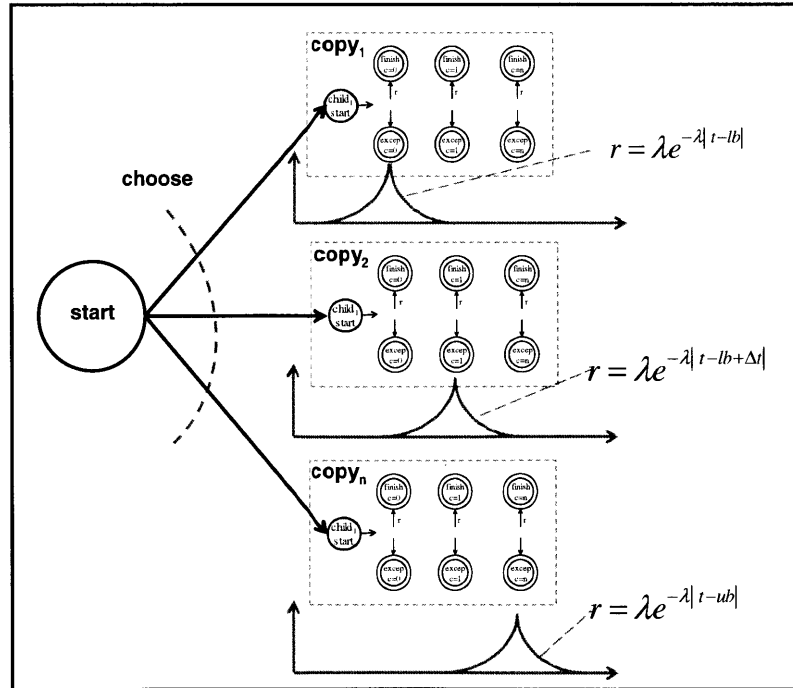 copy₁
finish c=0 finish c=1 finish c=n
child₁ start
r r r
excep c=0 excep c=1 excep c=n
r = λe^{-λ| t-lb|}
choose
start
copy₂
finish c=0 finish c=1 finish c=n
child₁ start
r r r
excep c=0 excep c=1 excep c=n
r = λe^{-λ| t-lb+Δt|}
copyₙ
finish c=0 finish c=1 finish c=n
child₁ start
r r r
excep c=0 excep c=1 excep c=n
r = λe^{-λ| t-ub|}